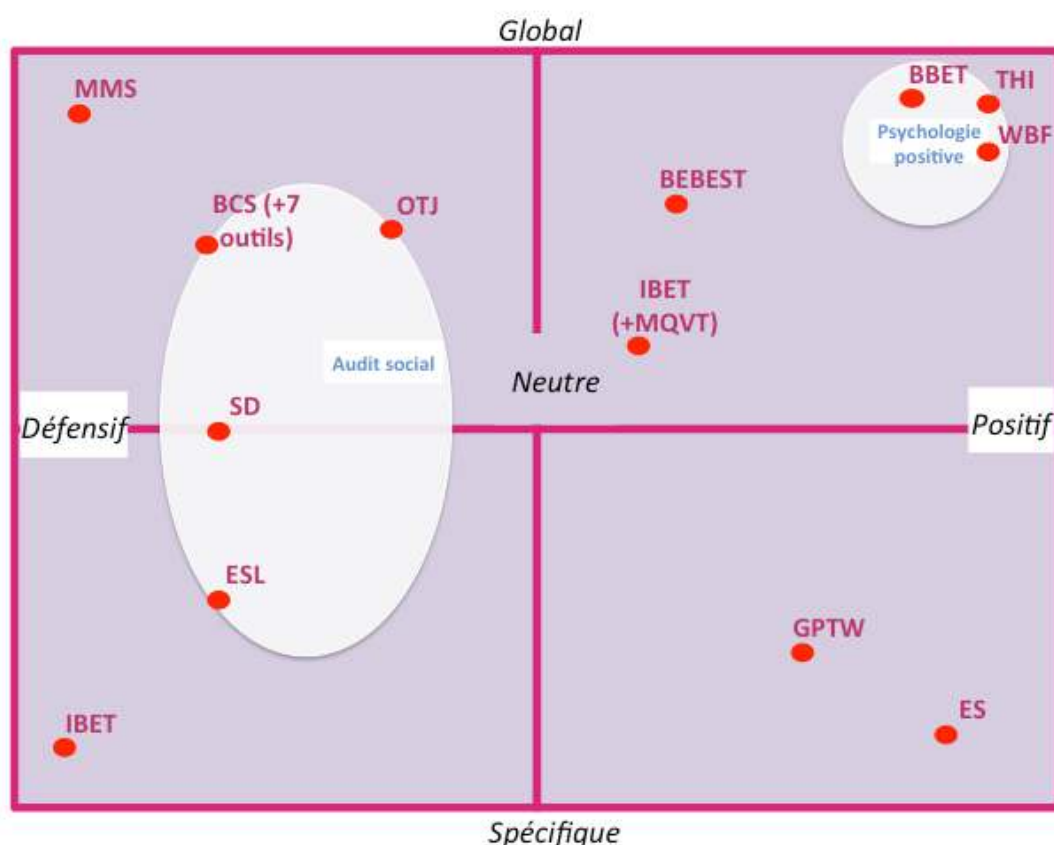 Global
MMS
BBET
THI
Psychologie
positive
WBF
BEBEST
BCS (+7
outils)
OTJ
IBET
(+MQVT)
Audit social
Neutre
SD
Défensif
Positif
ESL
GPTW
IBET
ES
Spécifique